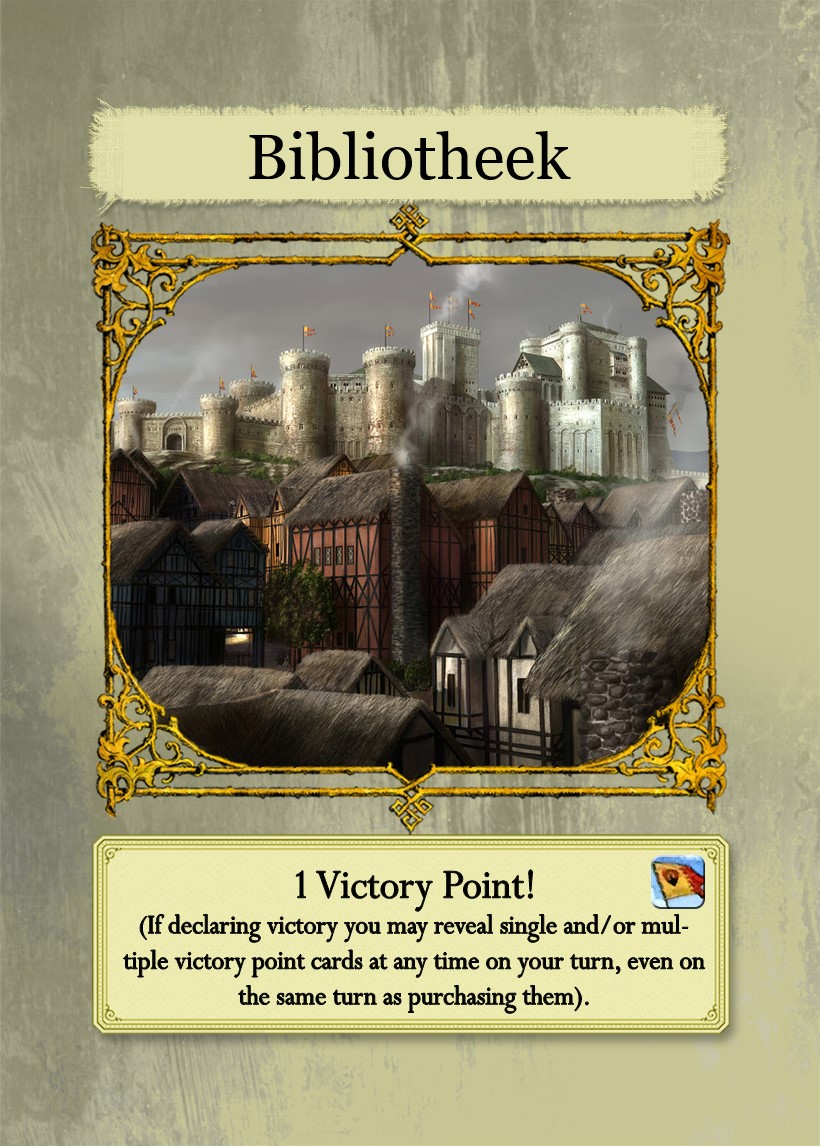 Bibliotheek
1 Victory Point!
(If declaring victory you may reveal single and/or mul-
tiple victory point cards at any time on your turn, even on
the same turn as purchasing them).